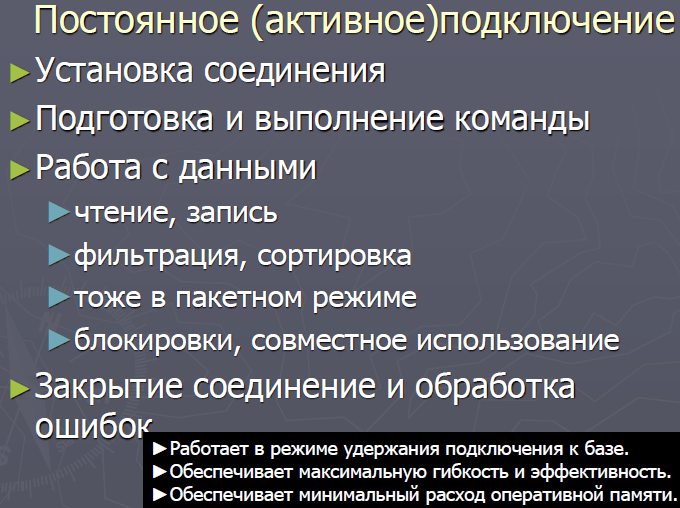 Постоянное (активное)подключение
►Установка соединения
►Подготовка и выполнение команды
►Работа с данными
►чтение, запись
►фильтрация, сортировка
►тоже в пакетном режиме
►блокировки, совместное использование
►Закрытие соединение и обработка
ошибок
►Работает в режиме удержания подключения к базе.
►Обеспечивает максимальную гибкость и эффективность.
►Обеспечивает минимальный расход оперативной памяти.